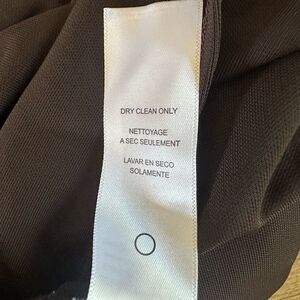 DRY CLEAN ONLY
NETTOYAGE
A SEC SEULEMENT
LAVAR EN SECO
SOLAMENTE